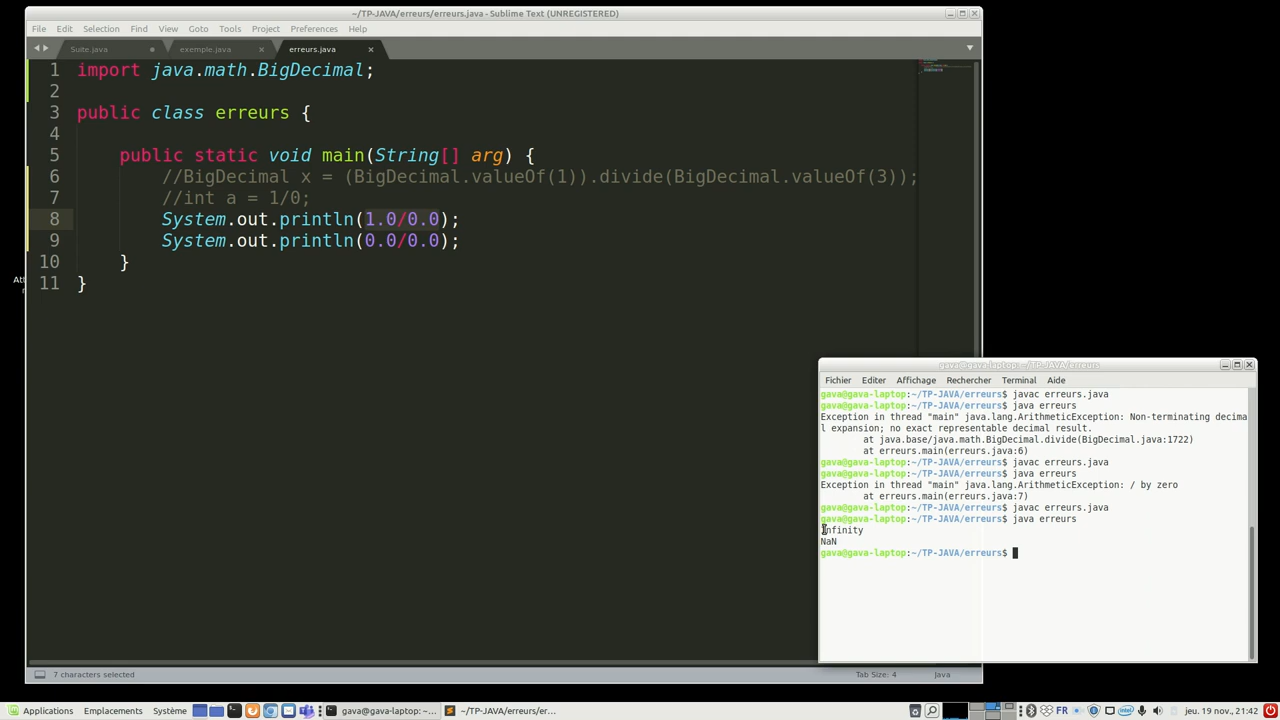 ~/TP-JAVA/erreurs/erreurs.java - Sublime Text (UNREGISTERED)
File Edit Selection Find View Goto Tools Project Preferences Help
Suite.java exemple.java erreurs.java
1 import java.math.BigDecimal;
2
3 public class erreurs {
4
5 public static void main(String[] arg) {
6 //BigDecimal x = (BigDecimal.valueOf(1)).divide(BigDecimal.valueOf(3));
7 //int a = 1/0;
8 System.out.println(1.0/0.0);
9 System.out.println(0.0/0.0);
10 }
11 }
gava@gava-laptop: ~/TP-JAVA/erreurs
Fichier Editer Affichage Rechercher Terminal Aide
gava@gava-laptop:~/TP-JAVA/erreurs$ javac erreurs.java
gava@gava-laptop:~/TP-JAVA/erreurs$ java erreurs
Exception in thread "main" java.lang.ArithmeticException: Non-terminating decima
l expansion; no exact representable decimal result.
at java.base/java.math.BigDecimal.divide(BigDecimal.java:1722)
at erreurs.main(erreurs.java:6)
gava@gava-laptop:~/TP-JAVA/erreurs$ javac erreurs.java
gava@gava-laptop:~/TP-JAVA/erreurs$ java erreurs
Exception in thread "main" java.lang.ArithmeticException: / by zero
at erreurs.main(erreurs.java:7)
gava@gava-laptop:~/TP-JAVA/erreurs$ javac erreurs.java
gava@gava-laptop:~/TP-JAVA/erreurs$ java erreurs
Infinity
NaN
gava@gava-laptop:~/TP-JAVA/erreurs$
7 characters selected Tab Size: 4 Java
Applications Emplacements Système gava@gava-laptop: ~... ~/TP-JAVA/erreurs/er... FR jeu. 19 nov., 21:42